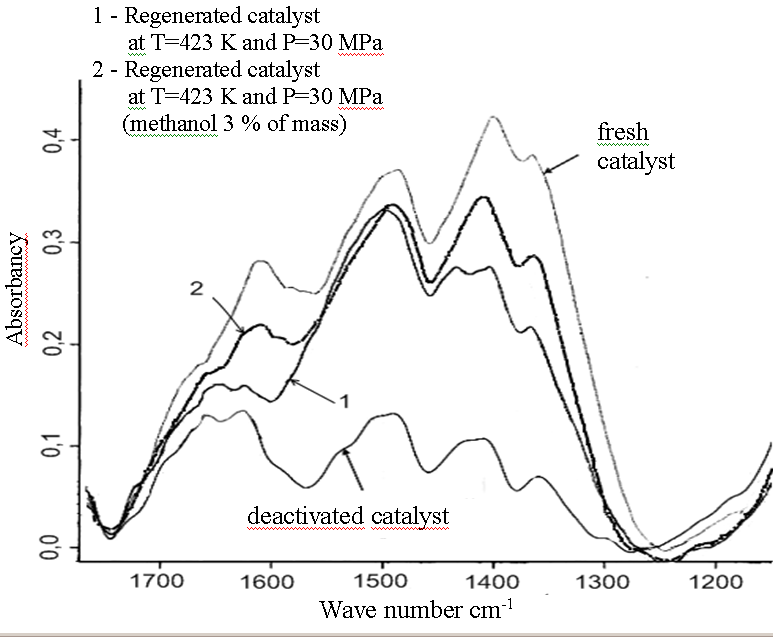 1 - Regenerated catalyst
at T=423 K and P=30 MPa
2 - Regenerated catalyst
at T=423 K and P=30 MPa
(methanol 3 % of mass)
fresh
catalyst
0,4
0,3
0,2
0,1
0,0
Absorbancy
2
1
deactivated catalyst
1700 1600 1500 1400 1300 1200
Wave number cm-1